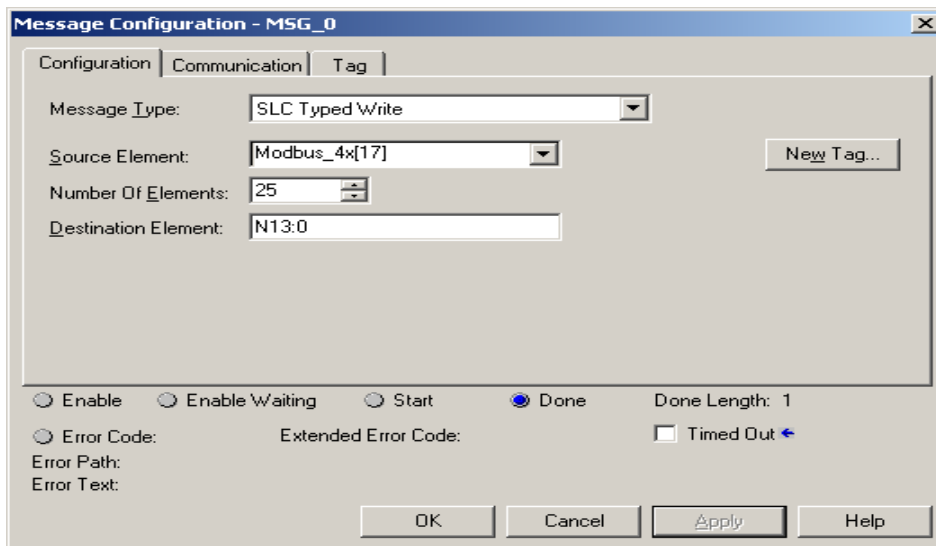 Message Configuration - MSG_0
Configuration Communication Tag
Message Type: SLC Typed Write
Source Element: Modbus_4x[17] New Tag...
Number Of Elements: 25
Destination Element: N13:0
Enable Enable Waiting Start Done Done Length: 1
Error Code: Extended Error Code: Timed Out
Error Path:
Error Text:
OK Cancel Apply Help